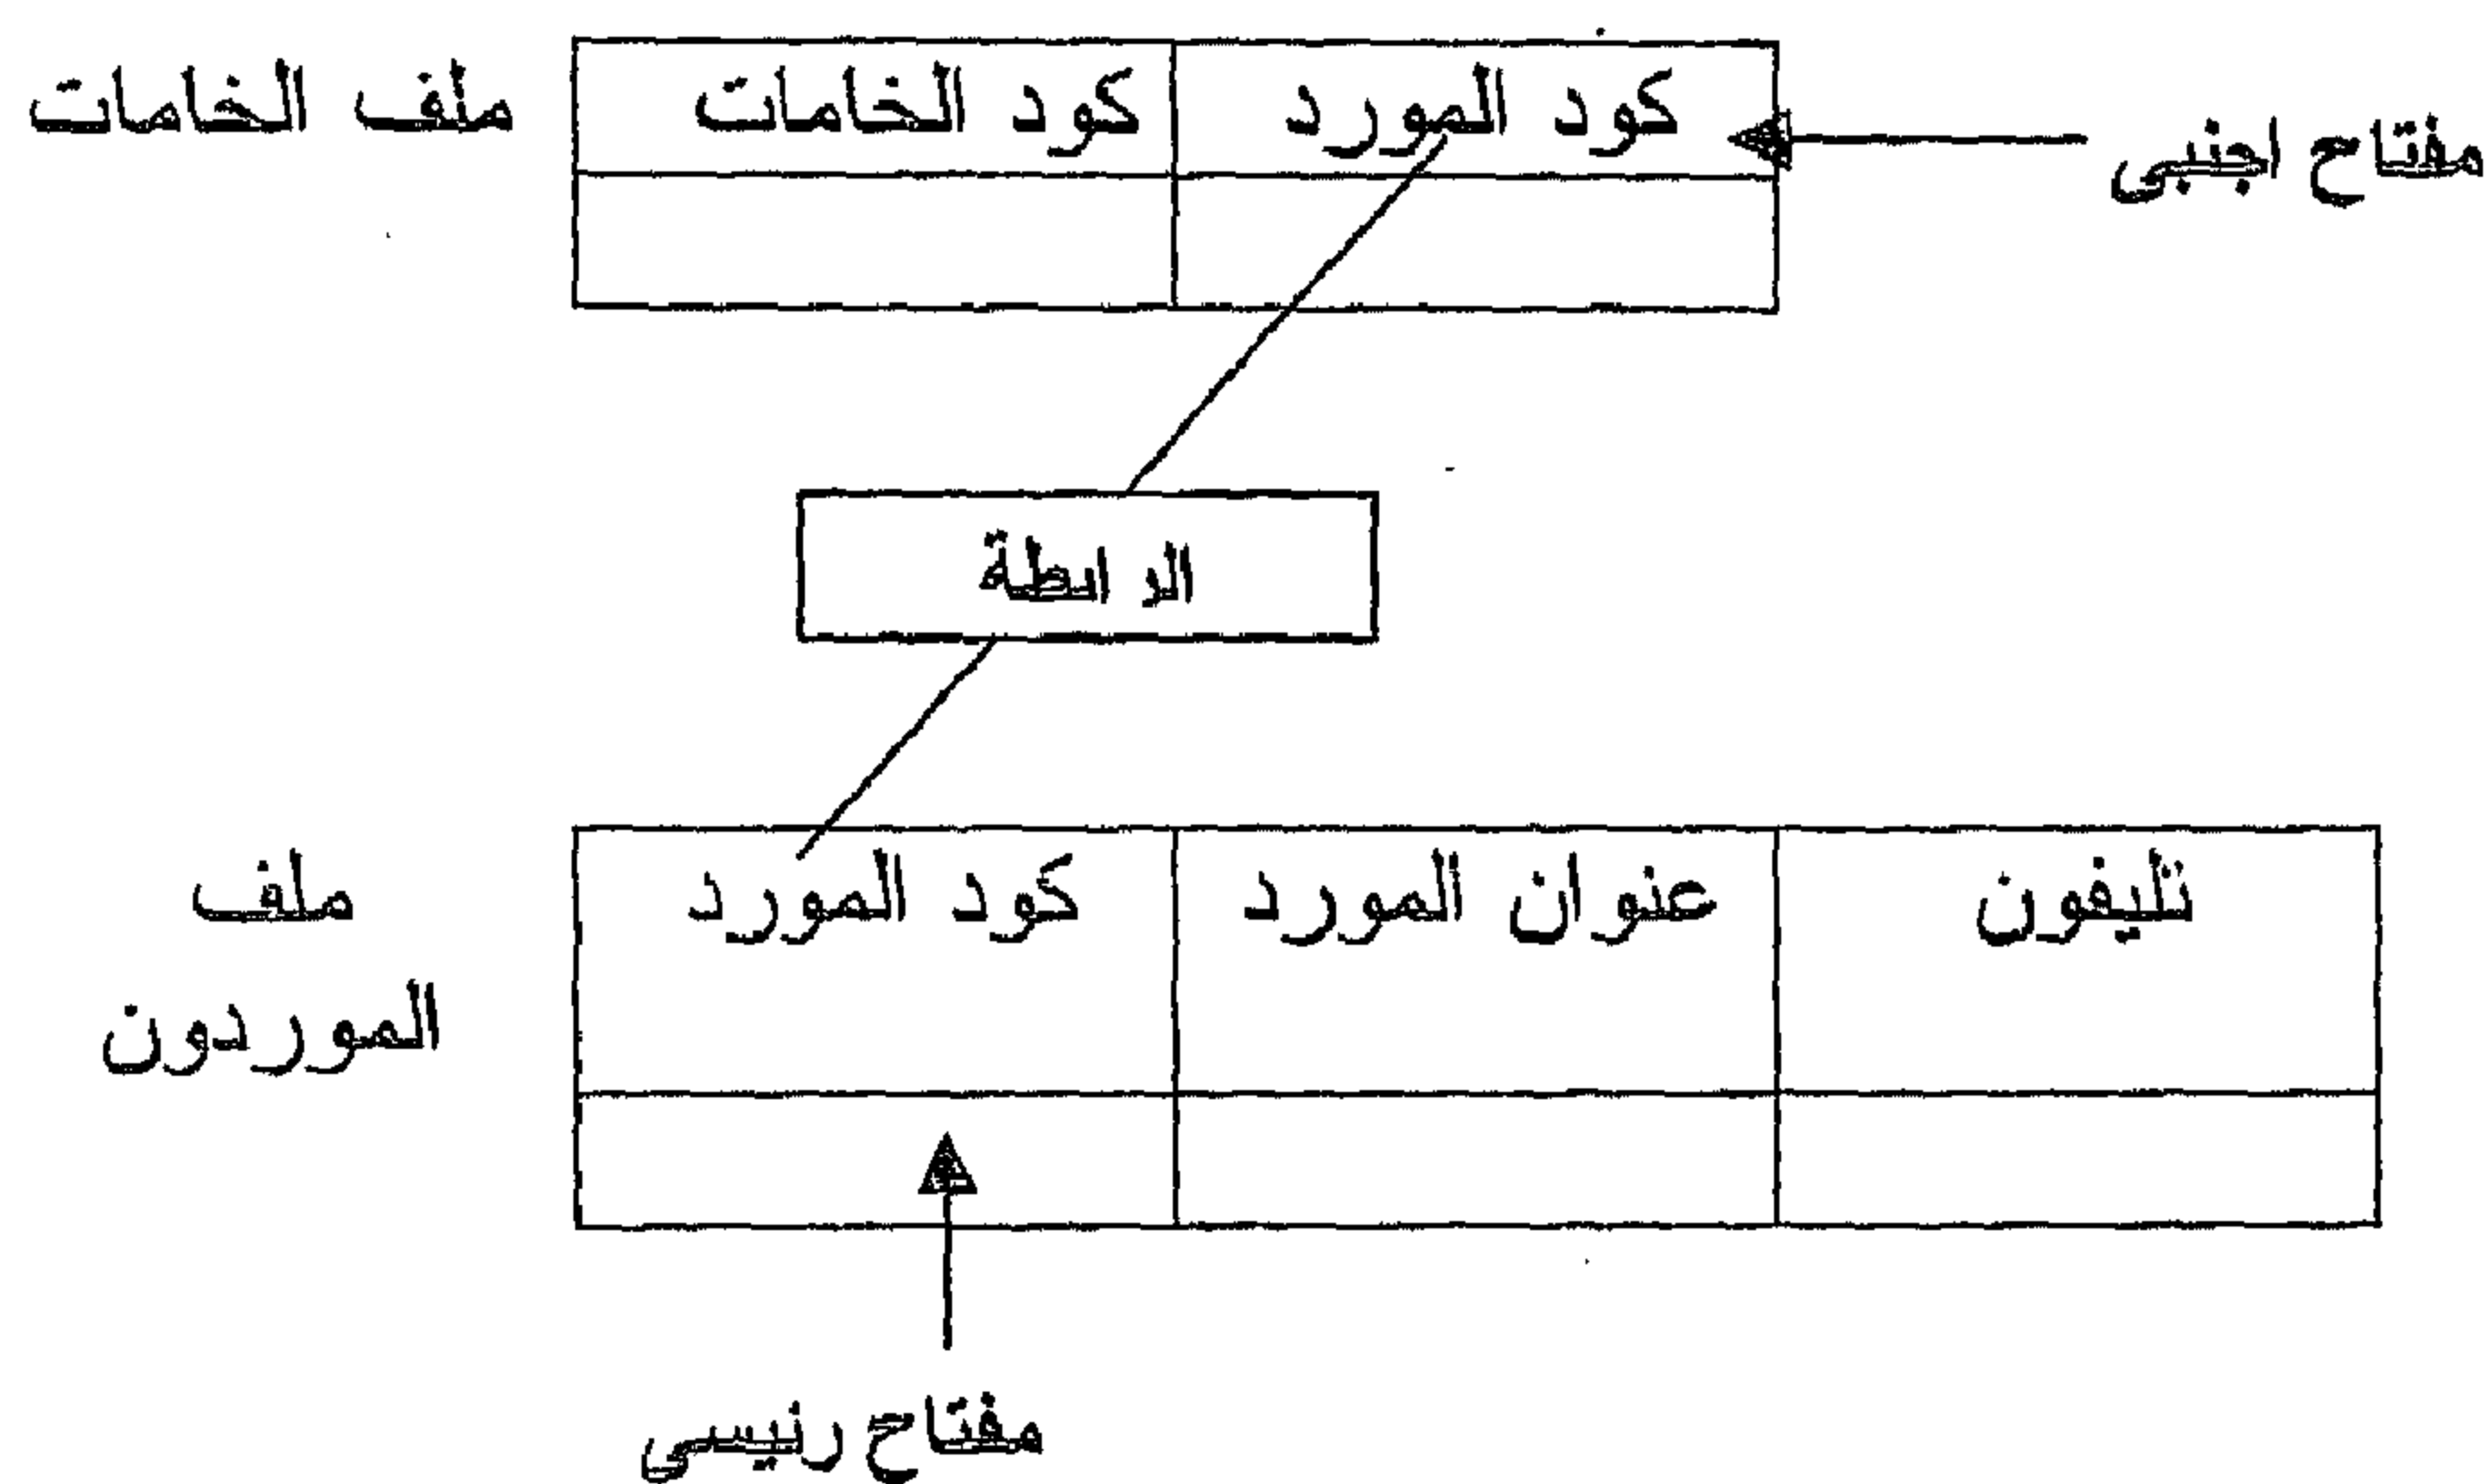 مفتاح اجنبى
كود المورد
كود الخامات
ملف الخامات
الرابطة
تليفون
عنوان المورد
كود المورد
ملف
الموردون
مفتاح رئيسى